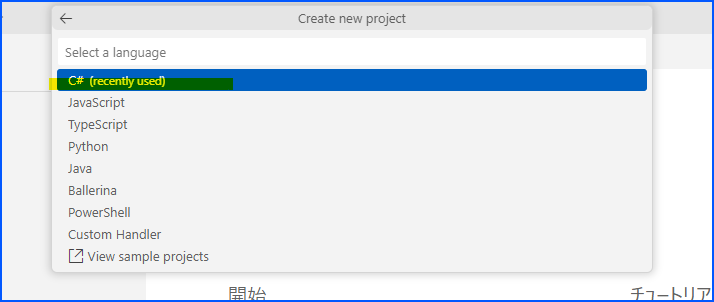 Create new project
Select a language
C# (recently used)
JavaScript
TypeScript
Python
Java
Ballerina
PowerShell
Custom Handler
View sample projects
開始 チュートリア